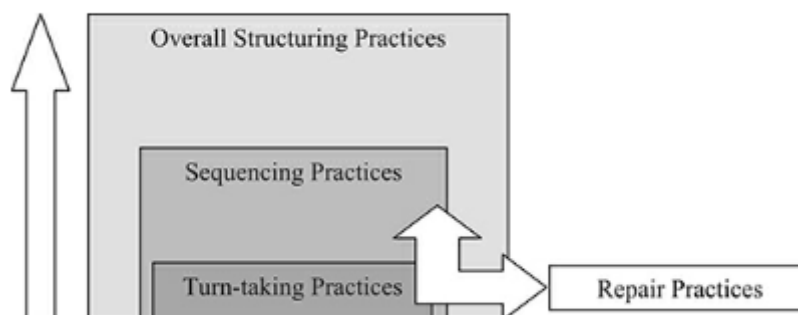 Overall Structuring Practices
Sequencing Practices
Turn-taking Practices
Repair Practices